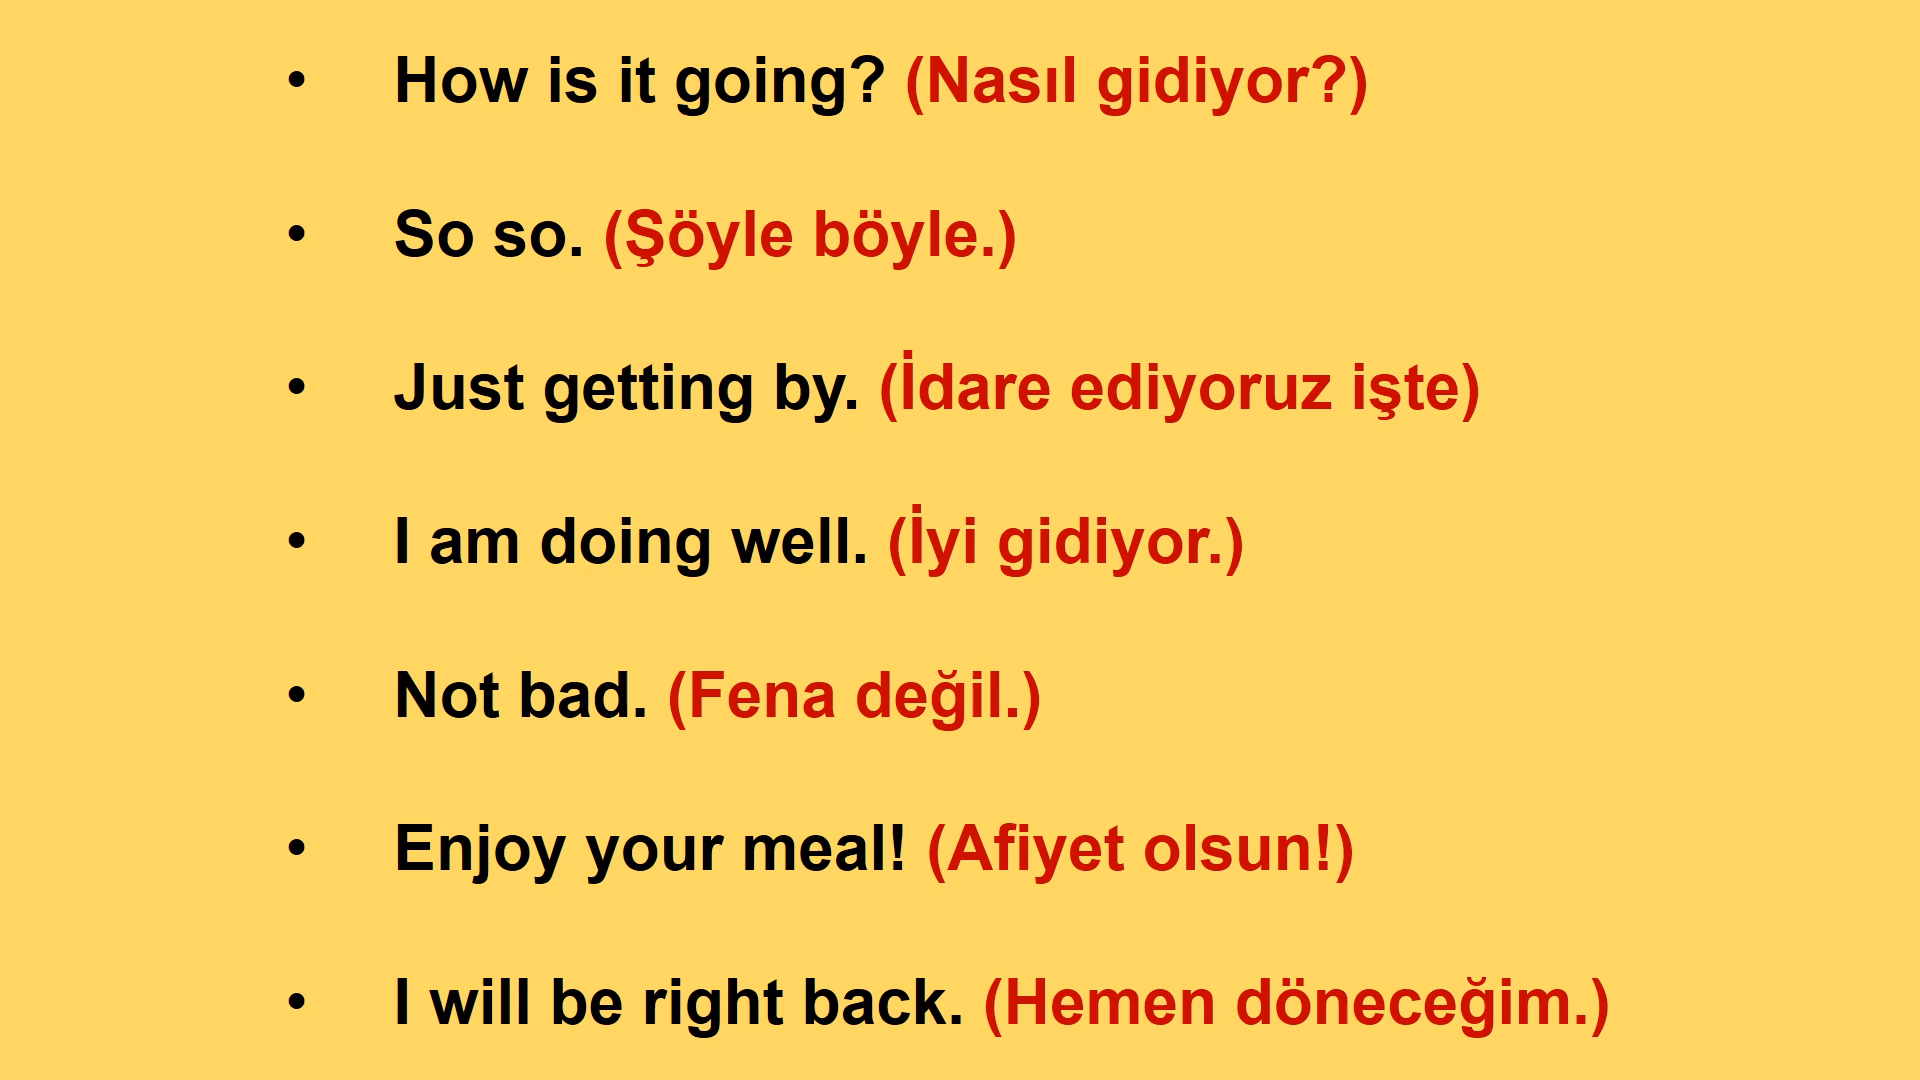 • How is it going? (Nasıl gidiyor?)
• So so. (Şöyle böyle.)
• Just getting by. (İdare ediyoruz işte)
• I am doing well. (İyi gidiyor.)
• Not bad. (Fena değil.)
• Enjoy your meal! (Afiyet olsun!)
• I will be right back. (Hemen döneceğim.)